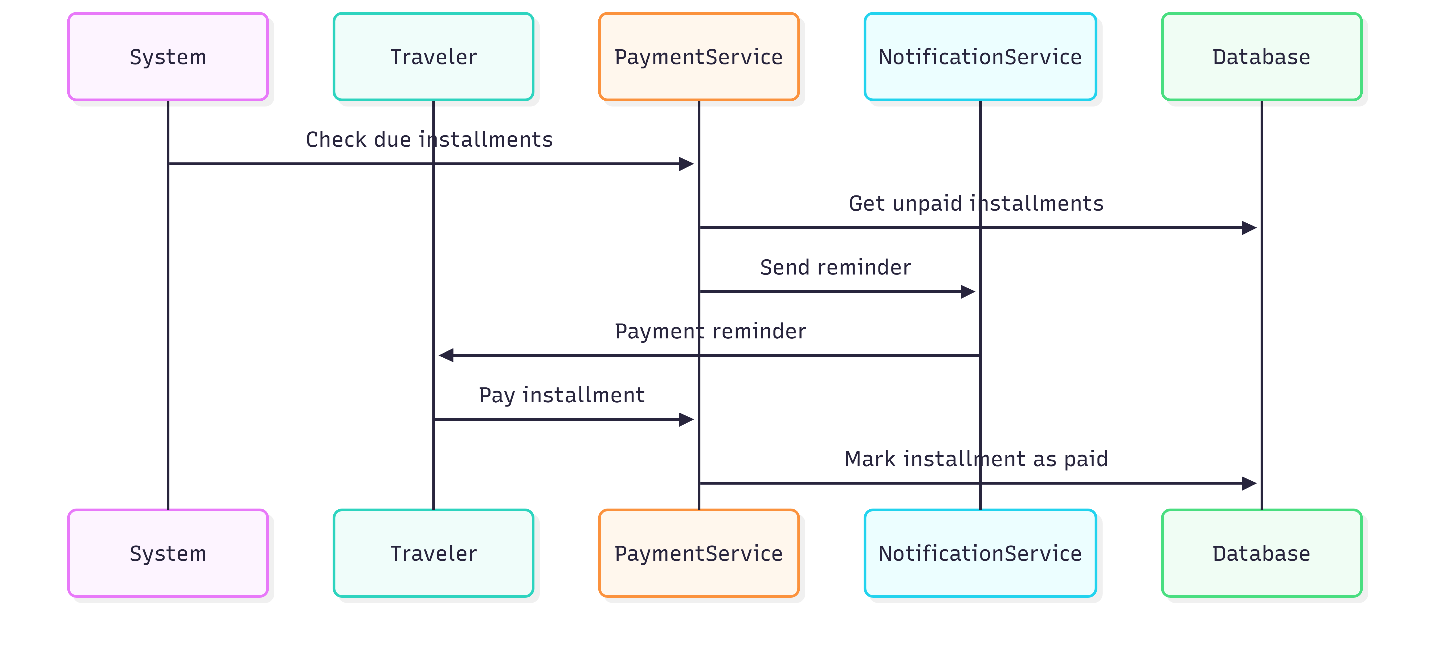 System
Traveler
PaymentService
NotificationService
Database
Check due installments
Get unpaid installments
Send reminder
Payment reminder
Pay installment
Mark installment as paid
System
Traveler
PaymentService
NotificationService
Database